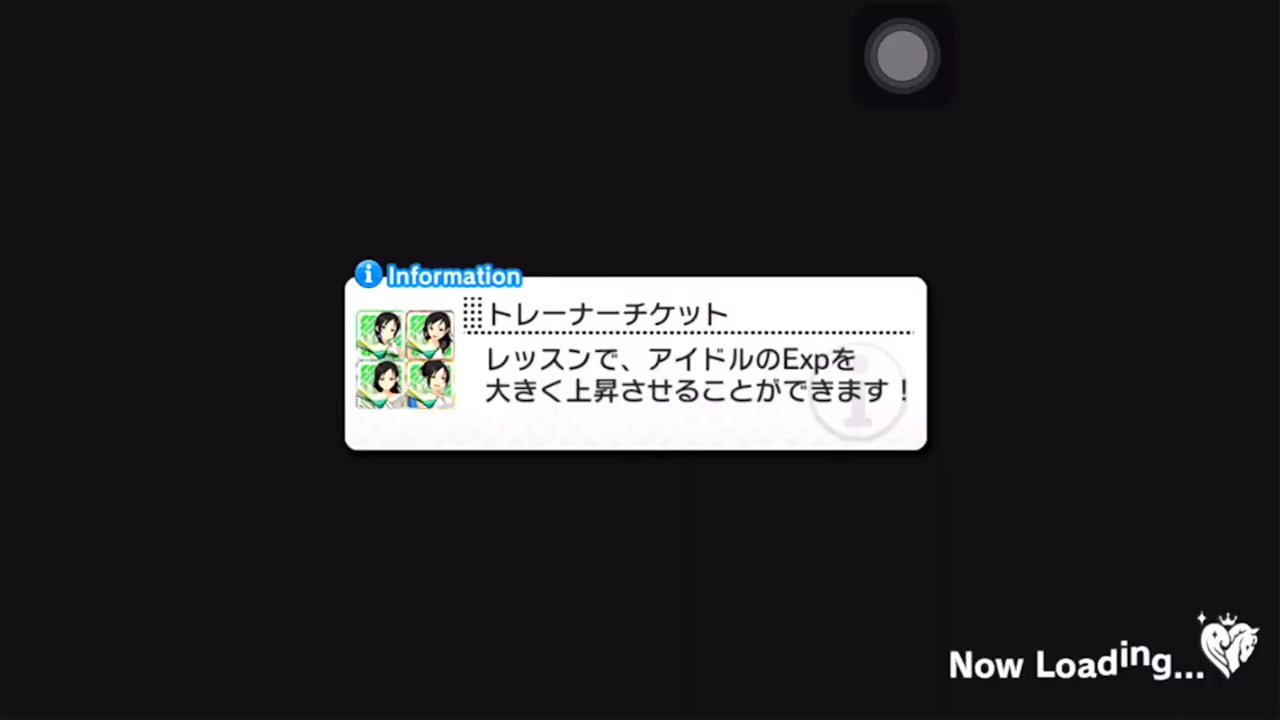 Information
トレーナーチケット
レッスンで、アイドルのExpを
大きく上昇させることができます！
Now Loading...